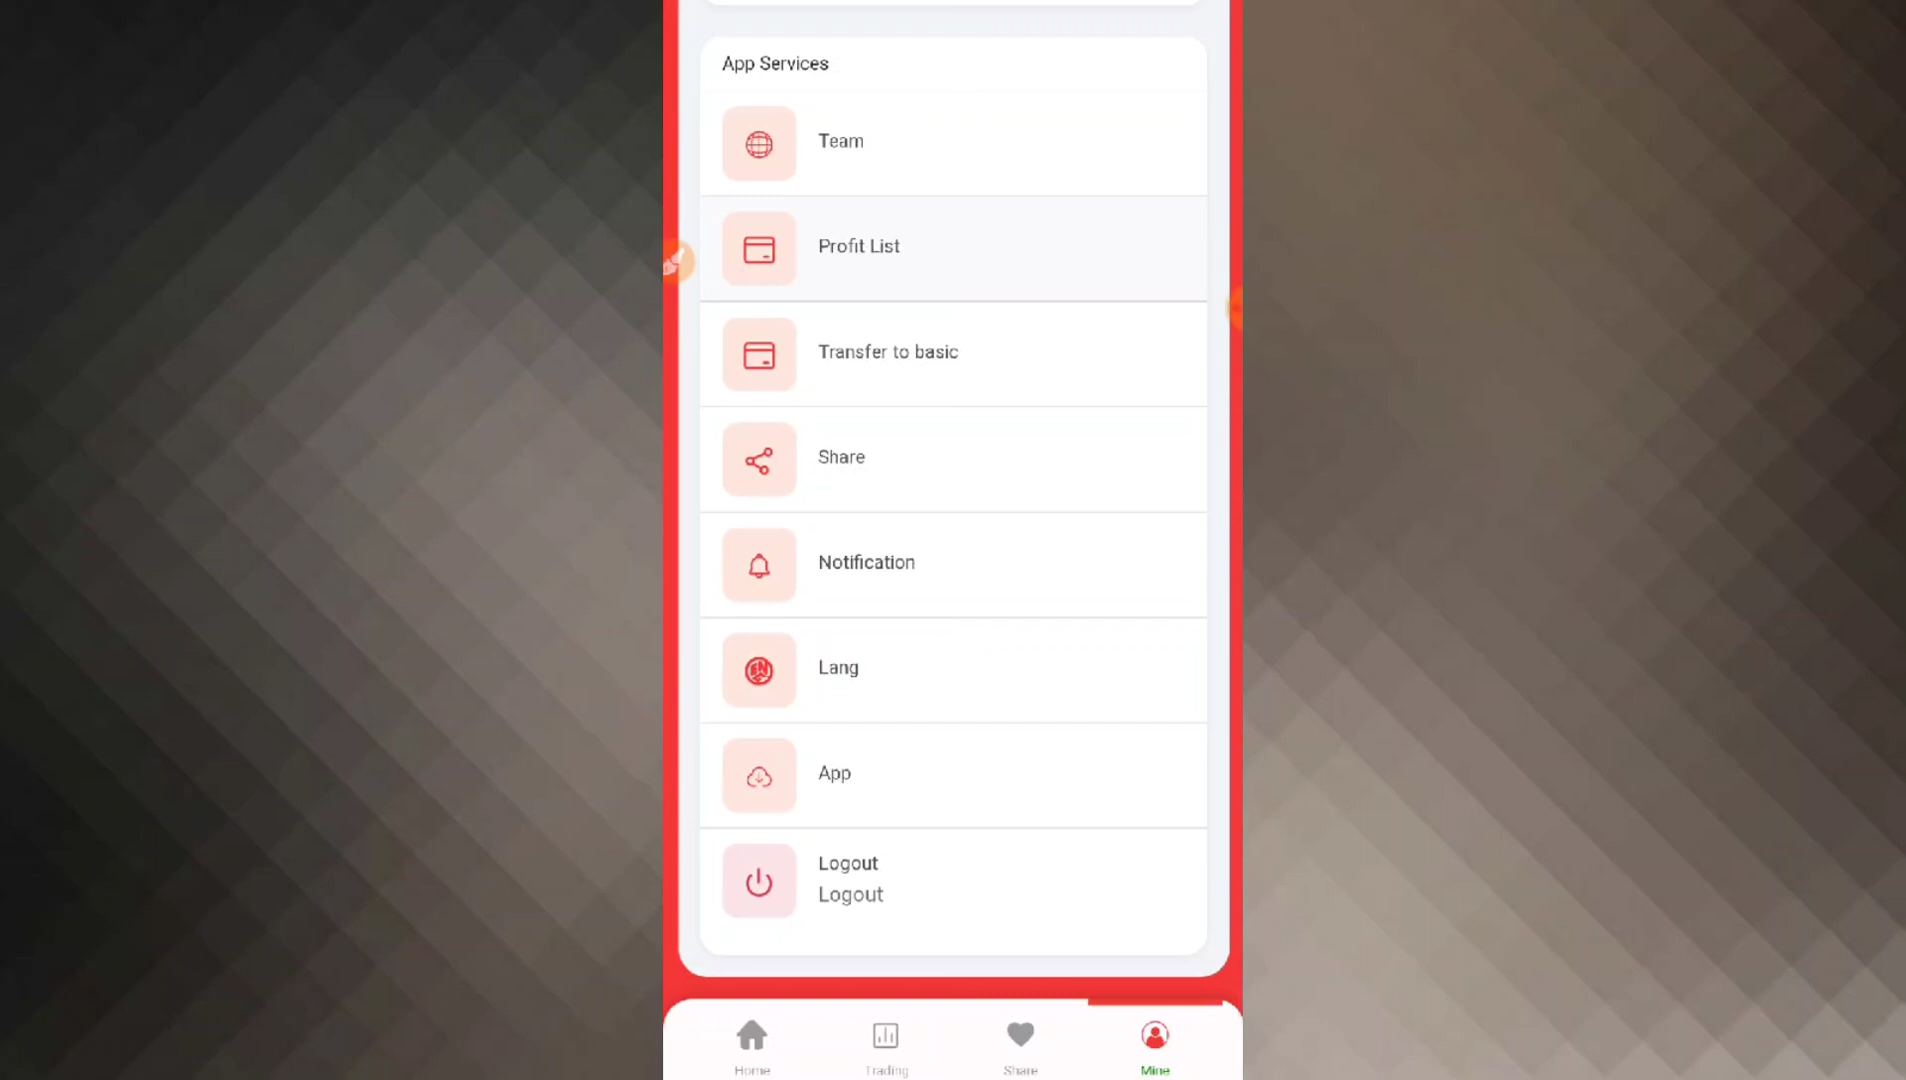 App Services
Team
Profit List
Transfer to basic
Share
Notification
Lang
App
Logout
Logout
Home
Trading
Share
Mine